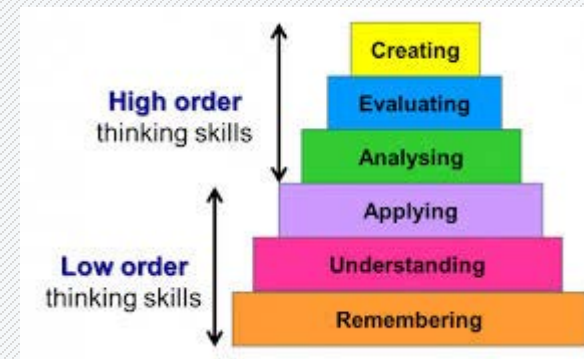 Creating
Evaluating
High order
thinking skills
Analysing
Applying
Low order
thinking skills
Understanding
Remembering